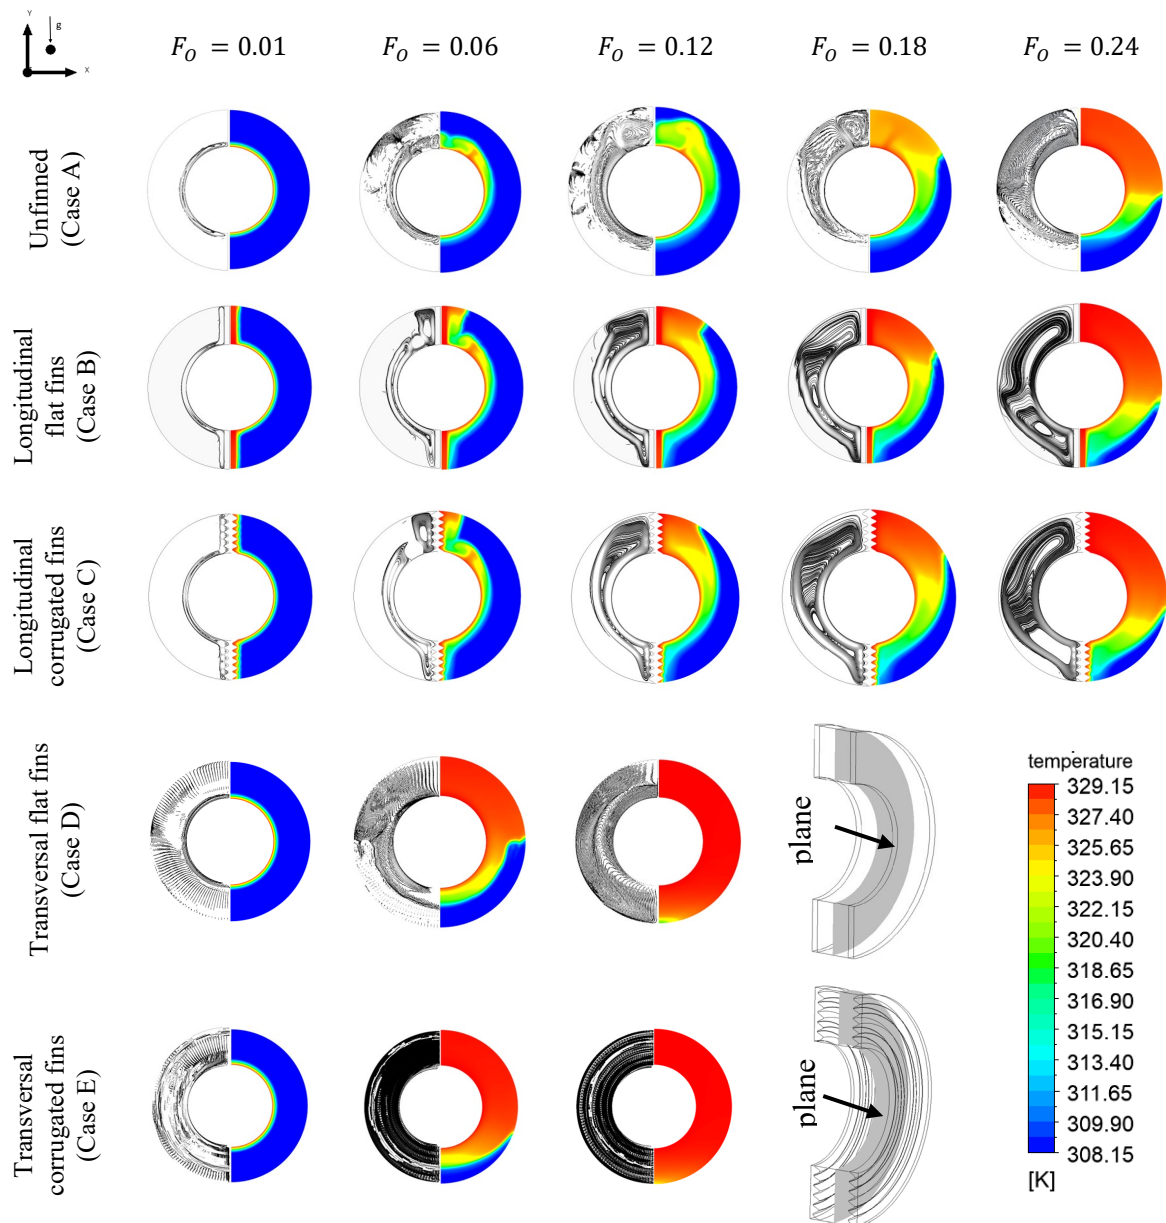 Y
g
X
F_O = 0.01
F_O = 0.06
F_O = 0.12
F_O = 0.18
F_O = 0.24
Unfinned
(Case A)
Longitudinal
flat fins
(Case B)
Longitudinal
corrugated fins
(Case C)
Transversal flat fins
(Case D)
plane
Transversal
corrugated fins
(Case E)
plane
temperature
329.15
327.40
325.65
323.90
322.15
320.40
318.65
316.90
315.15
313.40
311.65
309.90
308.15
[K]